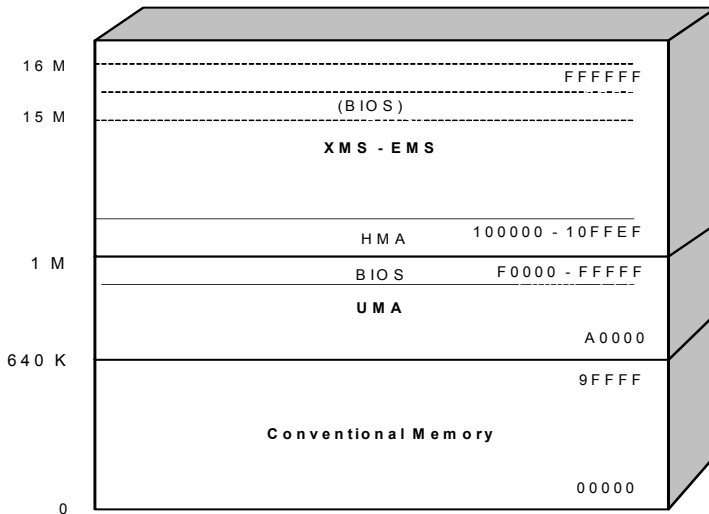 16 M
FFFFFF
(BIOS)
15 M
XMS - EMS
HMA 100000 - 10FFEF
1 M
BIOS F0000 - FFFFF
UMA
A0000
640 K
9FFFF
Conventional Memory
00000
0